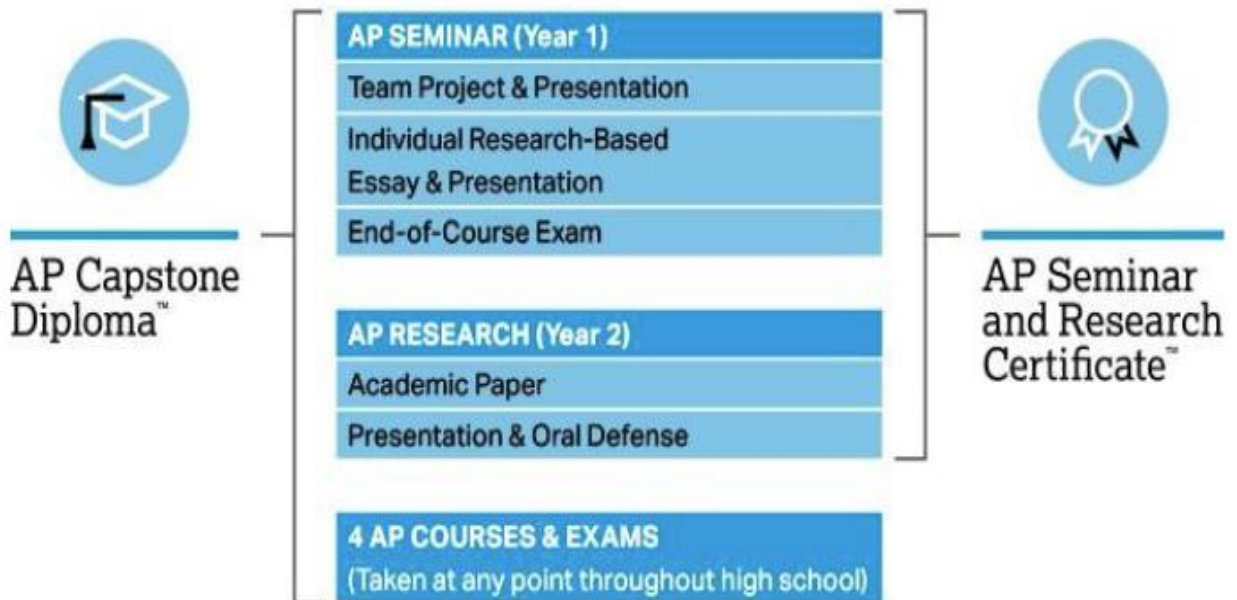 AP Capstone
Diploma™
AP SEMINAR (Year 1)
Team Project & Presentation
Individual Research-Based
Essay & Presentation
End-of-Course Exam
AP RESEARCH (Year 2)
Academic Paper
Presentation & Oral Defense
4 AP COURSES & EXAMS
(Taken at any point throughout high school)
AP Seminar
and Research
Certificate™